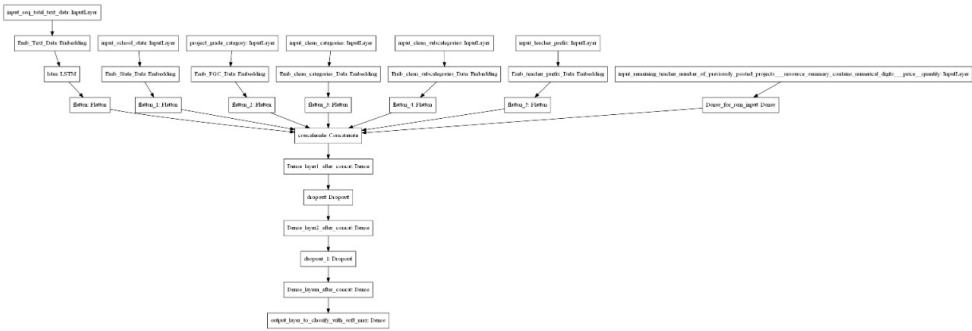 input_seq_total_text_data: InputLayer
Emb_Text_Data: Embedding
input_school_state: InputLayer
project_grade_category: InputLayer
input_clean_categories: InputLayer
input_clean_subcategories: InputLayer
input_teacher_prefix: InputLayer
lstm: LSTM
Emb_State_Data: Embedding
Emb_PGC_Data: Embedding
Emb_clean_categories_Data: Embedding
Emb_clean_subcategories_Data: Embedding
Emb_teacher_prefix_Data: Embedding
input_remaining_teacher_number_of_previously_posted_projects___resource_summary_contains_numerical_digits___price__quantity: InputLayer
flatten: Flatten
flatten_1: Flatten
flatten_2: Flatten
flatten_3: Flatten
flatten_4: Flatten
flatten_5: Flatten
Dense_for_rem_input: Dense
concatenate: Concatenate
Dense_layer1_after_concat: Dense
dropout: Dropout
Dense_layer2_after_concat: Dense
dropout_1: Dropout
Dense_layer3_after_concat: Dense
output_layer_to_classify_with_soft_max: Dense